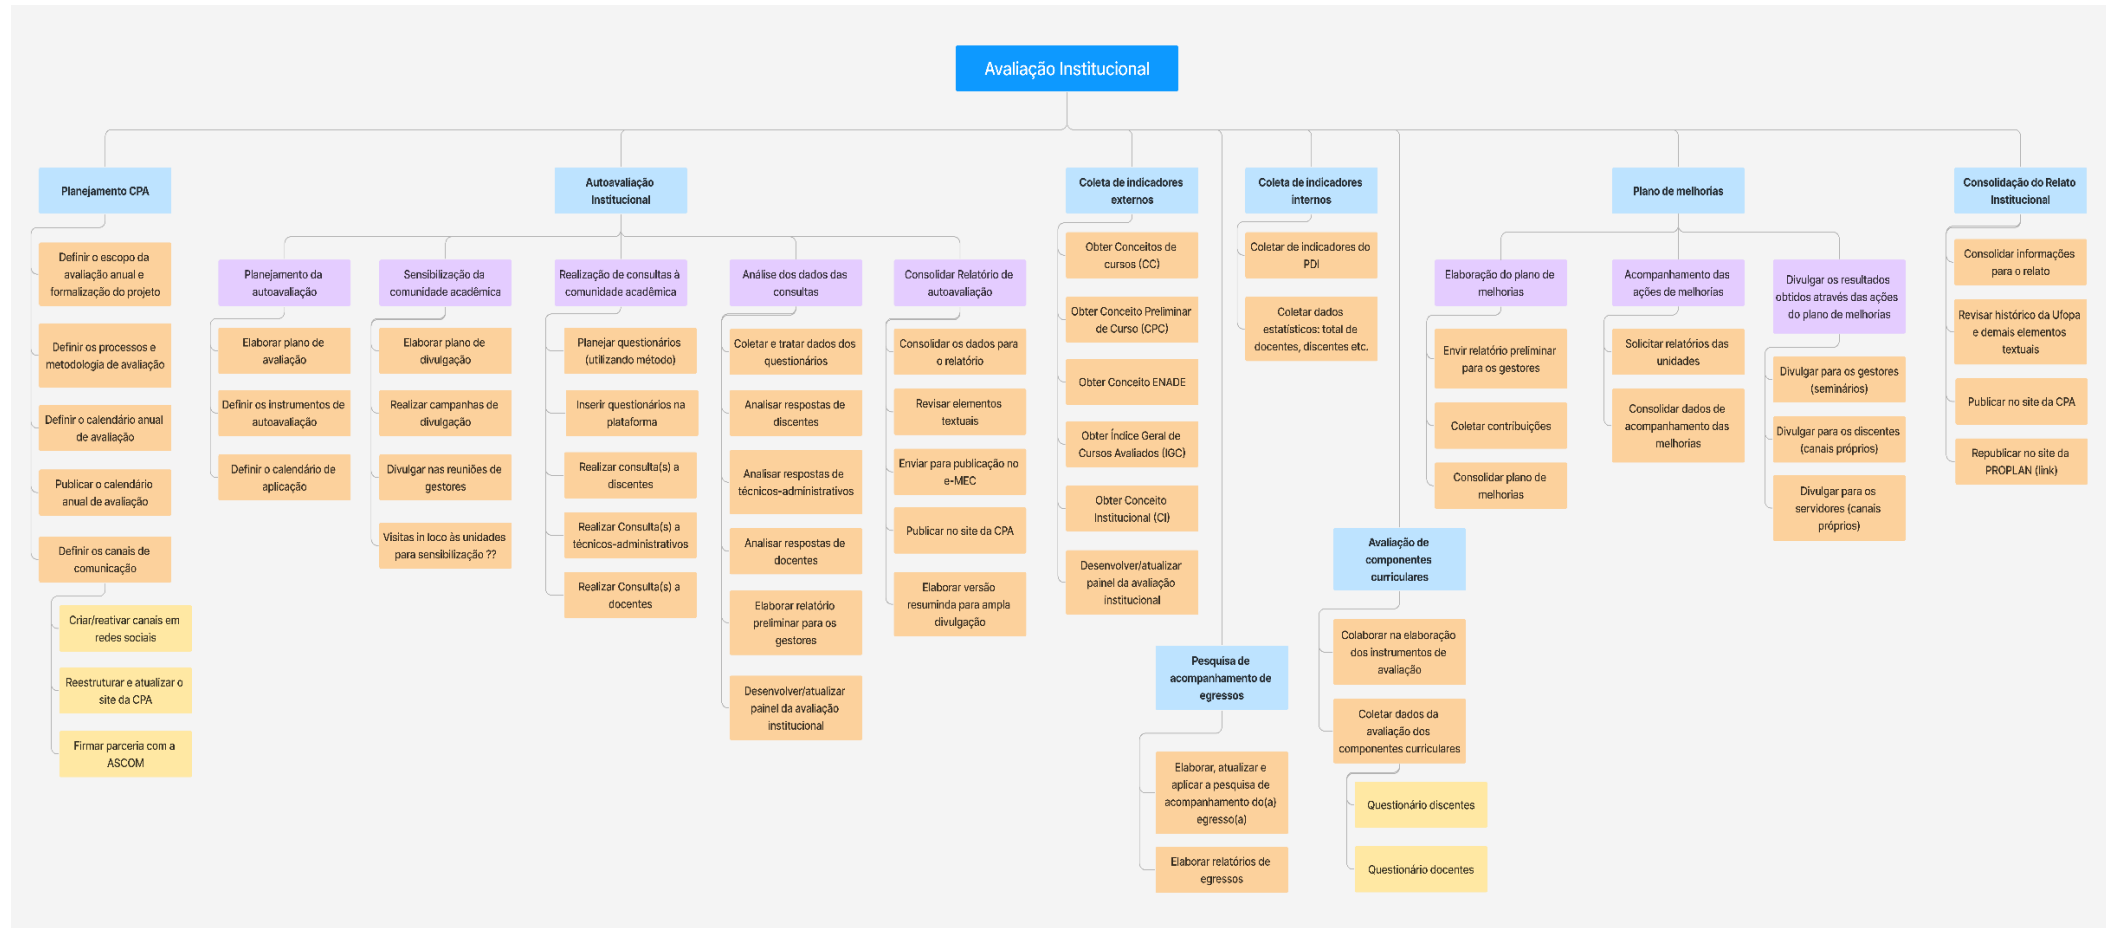 Avaliação Institucional
Planejamento CPA
Definir o escopo da
avaliação anual e
formalização do projeto
Definir os processos e
metodologia de avaliação
Definir o calendário anual
de avaliação
Publicar o calendário
anual de avaliação
Definir os canais de
comunicação
Criar/reativar canais em
redes sociais
Reestruturar e atualizar o
site da CPA
Firmar parceria com a
ASCOM
Autoavaliação
Institucional
Planejamento da
autoavaliação
Elaborar plano de
avaliação
Definir os instrumentos de
autoavaliação
Definir o calendário de
aplicação
Sensibilização da
comunidade acadêmica
Elaborar plano de
divulgação
Realizar campanhas de
divulgação
Divulgar nas reuniões de
gestores
Visitas in loco às unidades
para sensibilização ??
Realização de consultas à
comunidade acadêmica
Planejar questionários
(utilizando método)
Inserir questionários na
plataforma
Realizar consulta(s) a
discentes
Realizar Consulta(s) a
técnicos-administrativos
Realizar Consulta(s) a
docentes
Análise dos dados das
consultas
Coletar e tratar dados dos
questionários
Analisar respostas de
discentes
Analisar respostas de
técnicos-administrativos
Analisar respostas de
docentes
Elaborar relatório
preliminar para os
gestores
Desenvolver/atualizar
painel da avaliação
institucional
Consolidar Relatório de
autoavaliação
Consolidar os dados para
o relatório
Revisar elementos
textuais
Enviar para publicação no
e-MEC
Publicar no site da CPA
Elaborar versão
resuminda para ampla
divulgação
Coleta de indicadores
externos
Obter Conceitos de
cursos (CC)
Obter Conceito Preliminar
de Curso (CPC)
Obter Conceito ENADE
Obter Índice Geral de
Cursos Avaliados (IGC)
Obter Conceito
Institucional (CI)
Desenvolver/atualizar
painel da avaliação
institucional
Pesquisa de
acompanhamento de
egressos
Elaborar, atualizar e
aplicar a pesquisa de
acompanhamento do(a)
egresso(a)
Elaborar relatórios de
egressos
Coleta de indicadores
internos
Coletar de indicadores do
PDI
Coletar dados
estatísticos: total de
docentes, discentes etc.
Avaliação de
componentes
curriculares
Colaborar na elaboração
dos instrumentos de
avaliação
Coletar dados da
avaliação dos
componentes curriculares
Questionário discentes
Questionário docentes
Plano de melhorias
Elaboração do plano de
melhorias
Envir relatório preliminar
para os gestores
Coletar contribuições
Consolidar plano de
melhorias
Acompanhamento das
ações de melhorias
Solicitar relatórios das
unidades
Consolidar dados de
acompanhamento das
melhorias
Divulgar os resultados
obtidos através das ações
do plano de melhorias
Divulgar para os gestores
(seminários)
Divulgar para os discentes
(canais próprios)
Divulgar para os
servidores (canais
próprios)
Consolidação do Relato
Institucional
Consolidar informações
para o relato
Revisar histórico da Ufopa
e demais elementos
textuais
Publicar no site da CPA
Republicar no site da
PROPLAN (link)